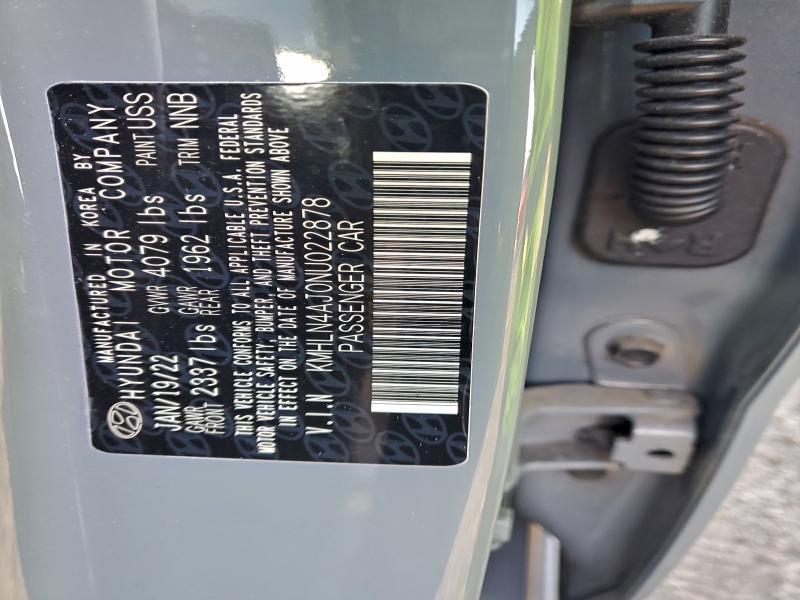 MANUFACTURED IN KOREA BY
HYUNDAI MOTOR COMPANY
JAN/19/22 GVWR 4079 lbs PAINT USS
GAWR FRONT 2337 lbs GAWR REAR 1962 lbs TRIM NNB
THIS VEHICLE CONFOMS TO ALL APPLICABLE U.S.A. FEDERAL
MOTOR VEHICLE SAFETY, BUMPER, AND THEFT PREVENTION STANDARDS
IN EFFECT ON THE DATE OF MANUFACTURE SHOWN ABOVE
V.I.N KMHLN4AJ0NU022878
PASSENGER CAR